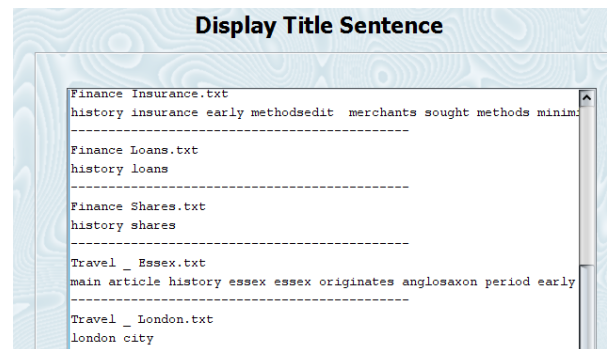 Display Title Sentence
Finance Insurance.txt
history insurance early methodsedit  merchants sought methods minimi
------------------------------------------
Finance Loans.txt
history loans
------------------------------------------
Finance Shares.txt
history shares
------------------------------------------
Travel _ Essex.txt
main article history essex essex originates anglosaxon period early
------------------------------------------
Travel _ London.txt
london city